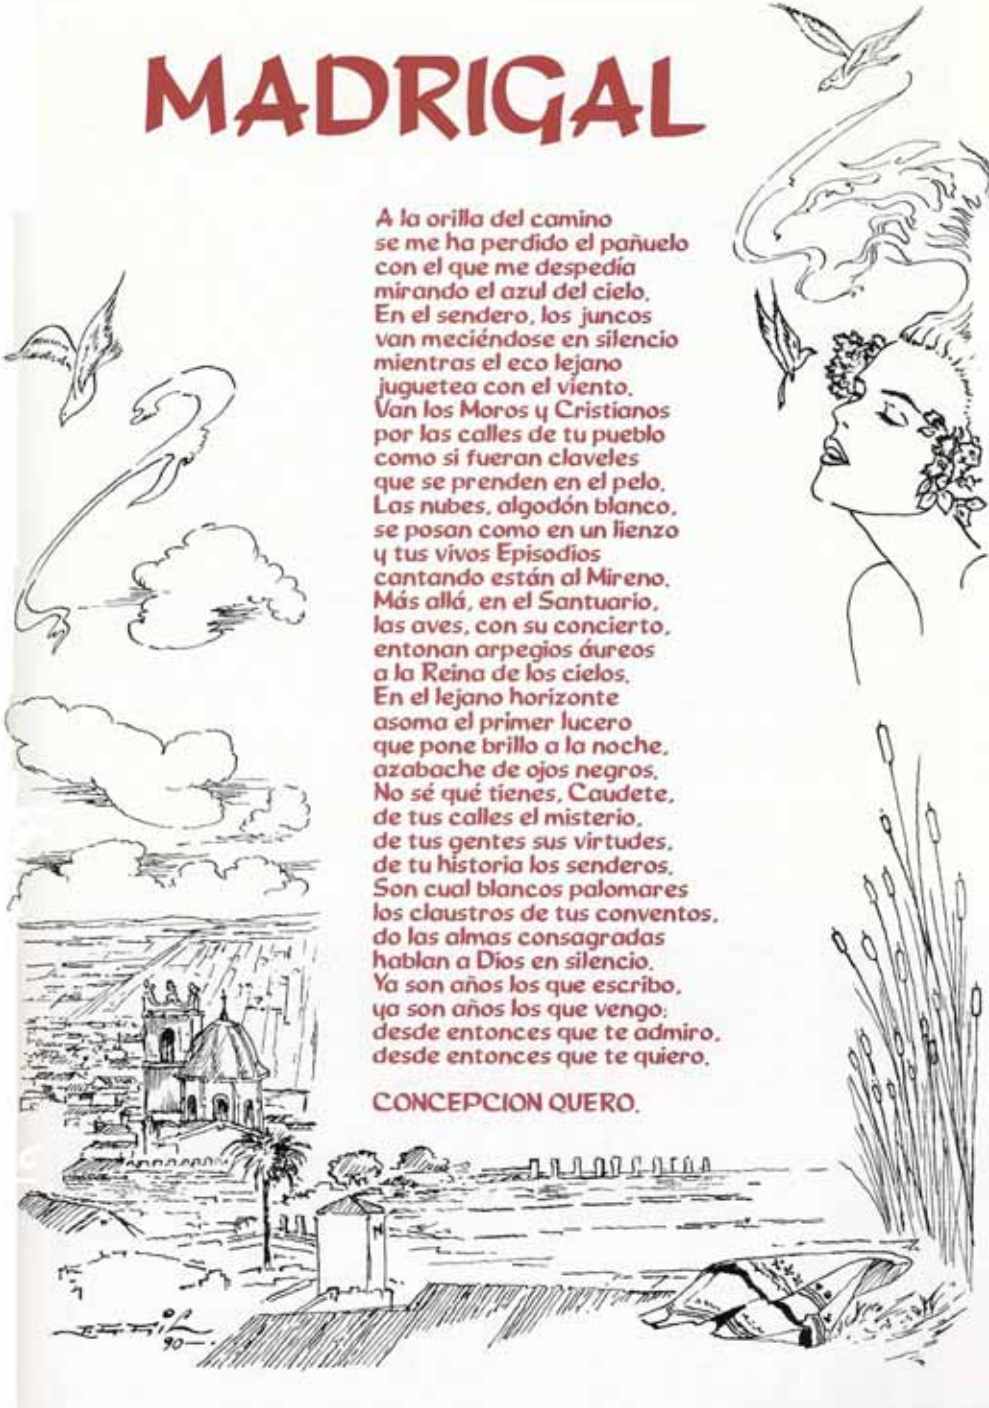 MADRIGAL
A la orilla del camino
se me ha perdido el pañuelo
con el que me despedía
mirando el azul del cielo.
En el sendero, los juncos
van meciéndose en silencio
mientras el eco lejano
juguetea con el viento.
Van los Moros y Cristianos
por las calles de tu pueblo
como si fueran claveles
que se prenden en el pelo.
Las nubes, algodón blanco,
se posan como en un lienzo
y tus vivos Episodios
cantando están al Mireno.
Más allá, en el Santuario,
las aves, con su concierto,
entonan arpegios áureos
a la Reina de los cielos.
En el lejano horizonte
asoma el primer lucero
que pone brillo a la noche,
azabache de ojos negros.
No sé qué tienes, Caudete,
de tus calles el misterio,
de tus gentes sus virtudes,
de tu historia los senderos.
Son cual blancos palomares
los claustros de tus conventos,
do las almas consagradas
hablan a Dios en silencio.
Ya son años los que escribo,
ya son años los que vengo;
desde entonces que te admiro,
desde entonces que te quiero.
CONCEPCION QUERO.
90